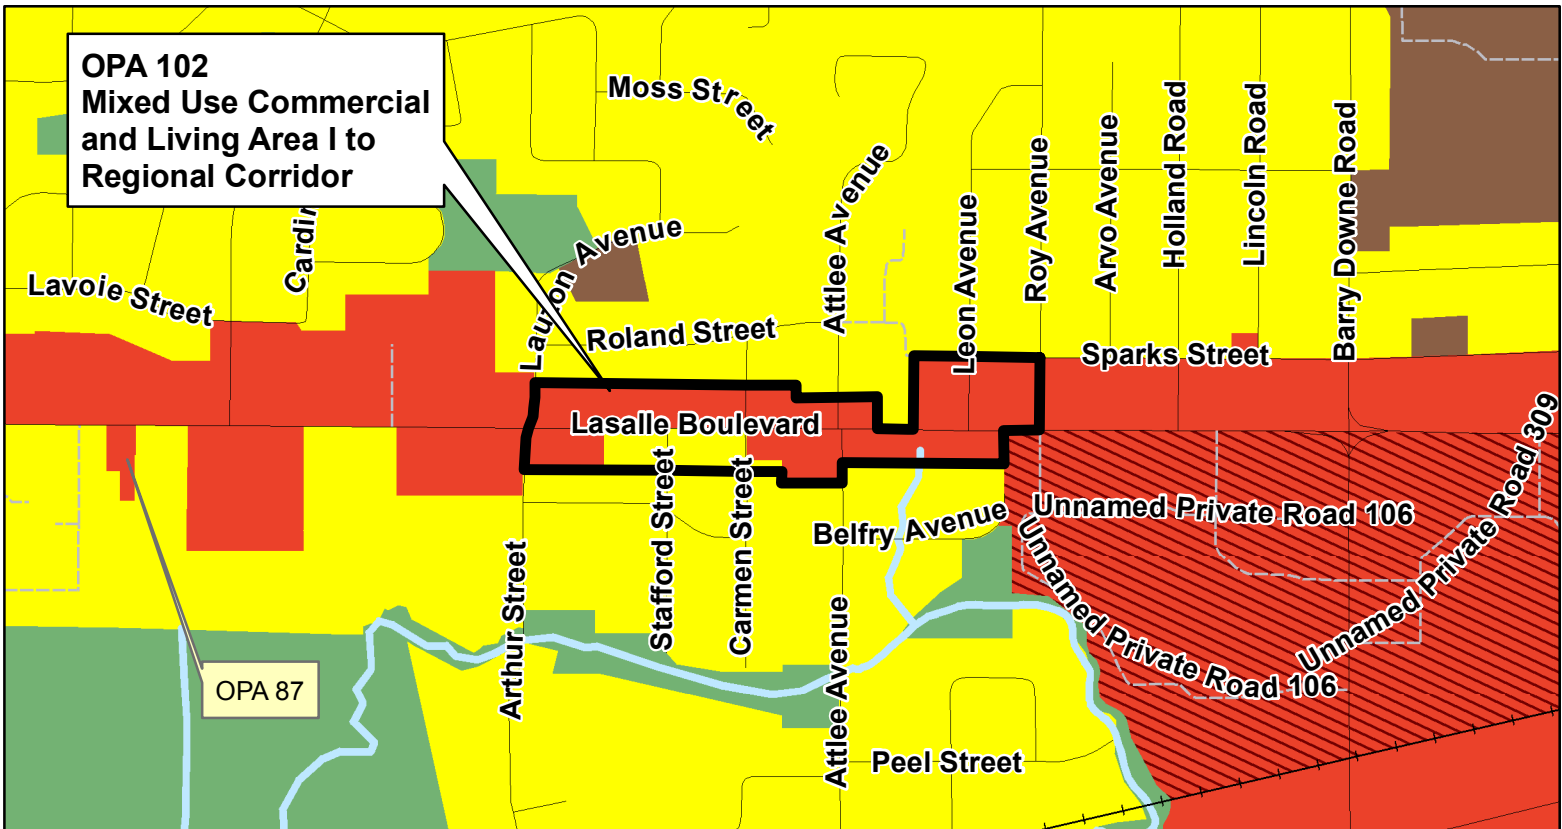 OPA 102
Mixed Use Commercial
and Living Area I to
Regional Corridor
Moss Street
Attlee Avenue
Leon Avenue
Roy Avenue
Arvo Avenue
Holland Road
Lincoln Road
Barry Downe Road
Cardin
Lavoie Street
Lauzon Avenue
Roland Street
Sparks Street
Lasalle Boulevard
Unnamed Private Road 309
Stafford Street
Carmen Street
Belfry Avenue
Unnamed Private Road 106
Arthur Street
Unnamed Private Road 106
OPA 87
Attlee Avenue
Peel Street